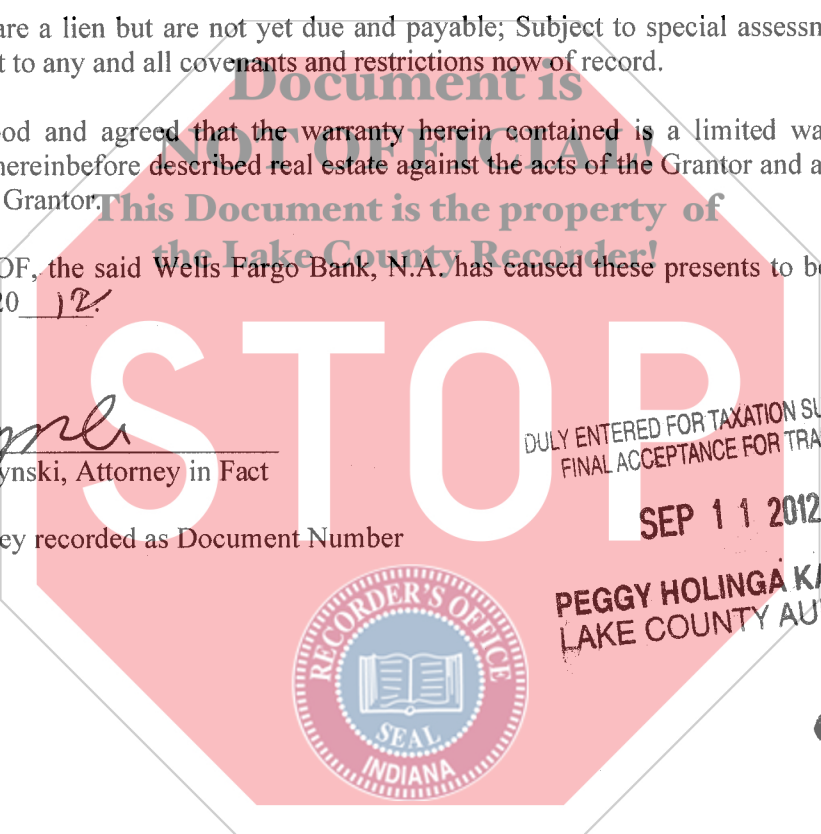 are a lien but are not yet due and payable; Subject to special assessm
t to any and all covenants and restrictions now of record.
Document is
od and agreed that the warranty herein contained is a limited wa
NOT OFFICIAL!
hereinbefore described real estate against the acts of the Grantor and a
Grantor.
This Document is the property of
the Lake County Recorder!
OF, the said Wells Fargo Bank, N.A. has caused these presents to b
20 12.
STOP
ynski, Attorney in Fact
DULY ENTERED FOR TAXATION SU
FINAL ACCEPTANCE FOR TRA
SEP 11 2012
ey recorded as Document Number
PEGGY HOLINGA KA
LAKE COUNTY AU
RECORDER'S OFFICE
SEAL
INDIANA